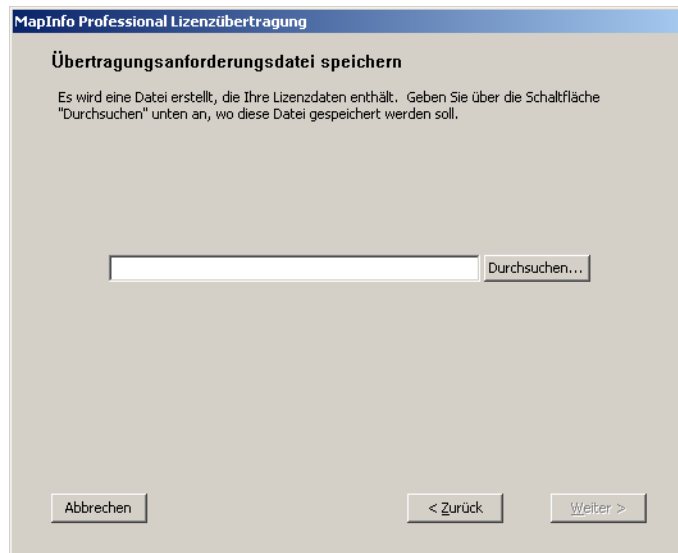 MapInfo Professional Lizenzübertragung
Übertragungsanforderungsdatei speichern
Es wird eine Datei erstellt, die Ihre Lizenzdaten enthält. Geben Sie über die Schaltfläche
"Durchsuchen" unten an, wo diese Datei gespeichert werden soll.
Durchsuchen...
Abbrechen
< Zurück
Weiter >